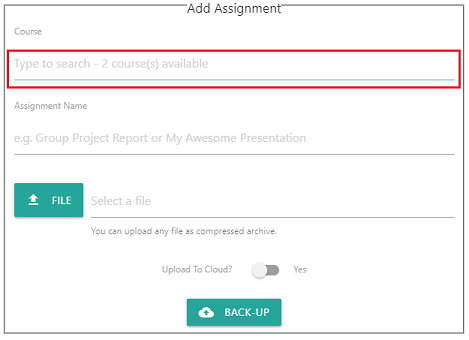 Add Assignment
Course
Type to search - 2 course(s) available
Assignment Name
e.g. Group Project Report or My Awesome Presentation
FILE
Select a file
You can upload any file as compressed archive.
Upload To Cloud? Yes
BACK-UP